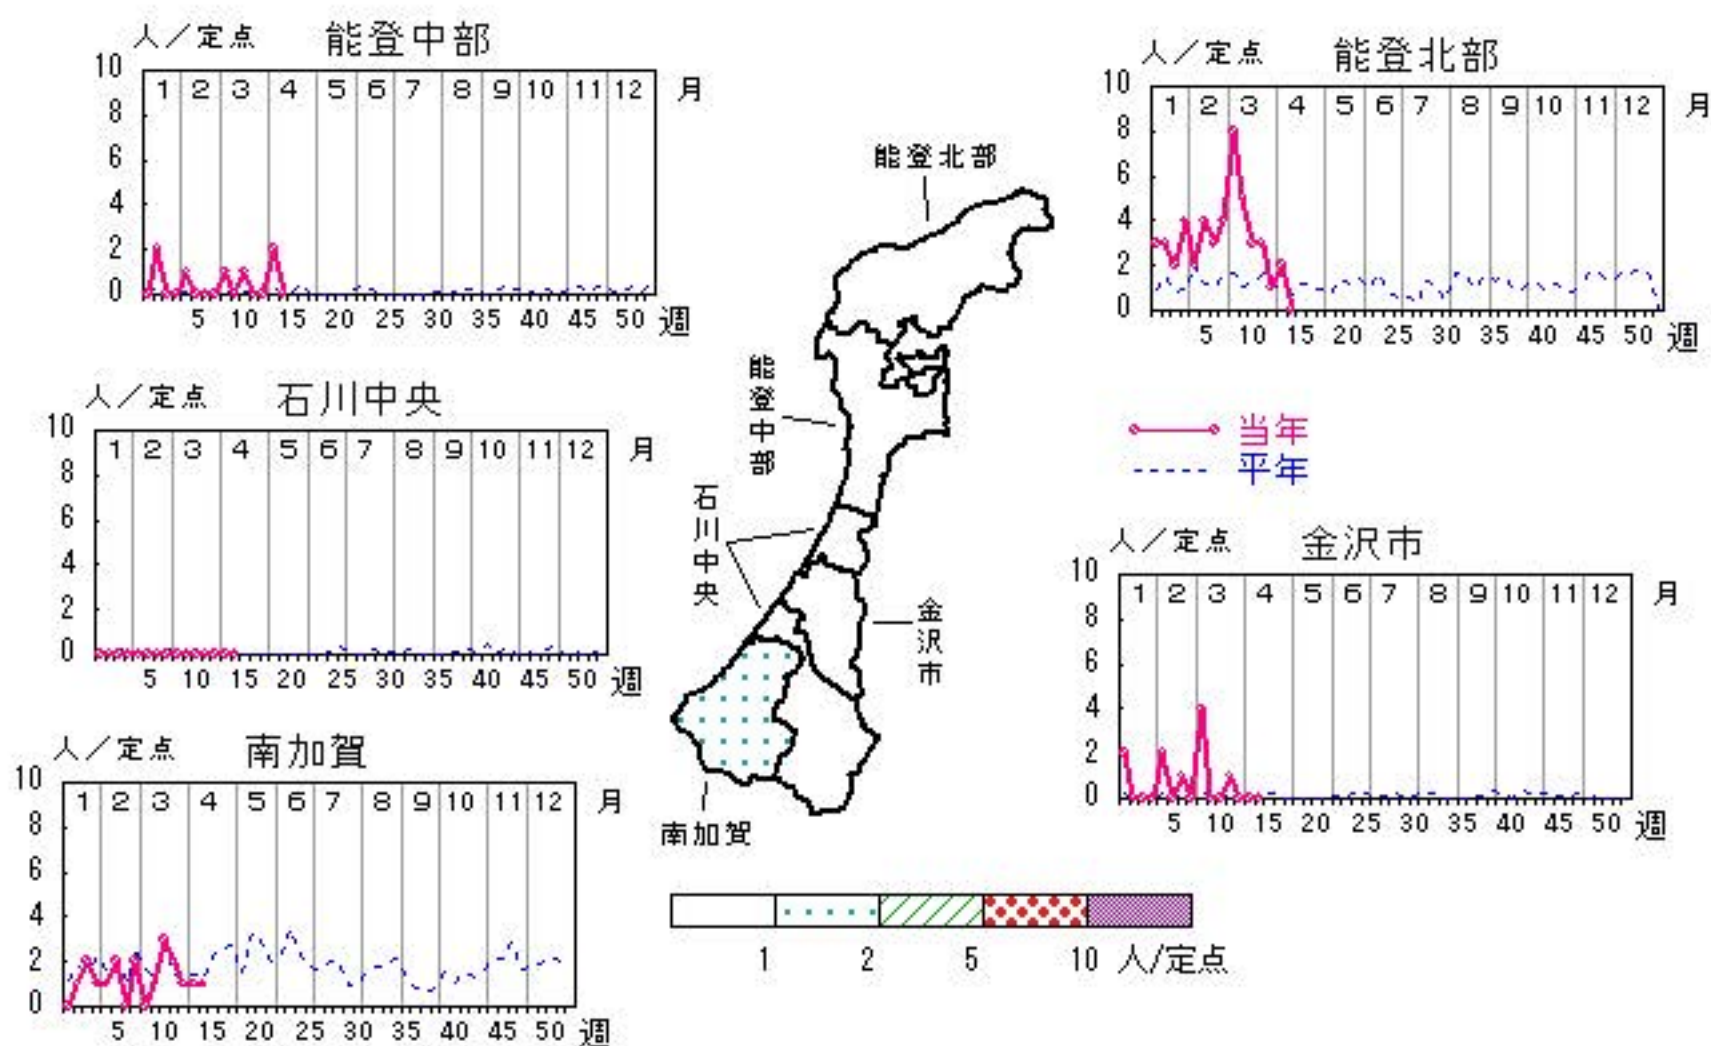 人／定点 能登中部
10 8 6 4 2 0
1 2 3 4 5 6 7 8 9 10 11 12 月
5 10 15 20 25 30 35 40 45 50 週
人／定点 能登北部
10 8 6 4 2 0
1 2 3 4 5 6 7 8 9 10 11 12 月
5 10 15 20 25 30 35 40 45 50 週
能登北部
能登中部
石川中央
金沢市
南加賀
人／定点 石川中央
10 8 6 4 2 0
1 2 3 4 5 6 7 8 9 10 11 12 月
5 10 15 20 25 30 35 40 45 50 週
当年
平年
人／定点 金沢市
10 8 6 4 2 0
1 2 3 4 5 6 7 8 9 10 11 12 月
5 10 15 20 25 30 35 40 45 50 週
人／定点 南加賀
10 8 6 4 2 0
1 2 3 4 5 6 7 8 9 10 11 12 月
5 10 15 20 25 30 35 40 45 50 週
1 2 5 10 人/定点